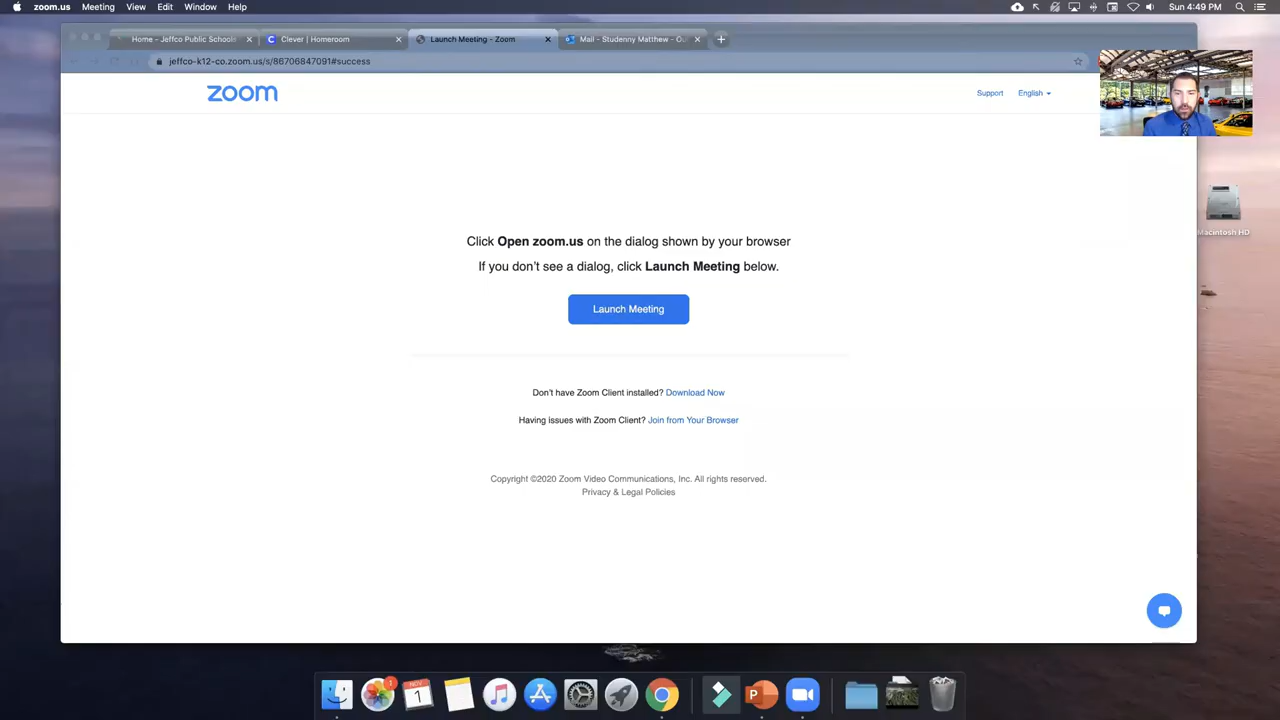 zoom.us Meeting View Edit Window Help
Sun 4:49 PM
Home - Jeffco Public Schools
Clever | Homeroom
Launch Meeting - Zoom
Mail - Studenny Matthew - O
jeffco-k12-co.zoom.us/s/86706847091#success
zoom
Support English
Macintosh HD
Click Open zoom.us on the dialog shown by your browser
If you don't see a dialog, click Launch Meeting below.
Launch Meeting
Don't have Zoom Client installed? Download Now
Having issues with Zoom Client? Join from Your Browser
Copyright ©2020 Zoom Video Communications, Inc. All rights reserved.
Privacy & Legal Policies
1
NOV
1